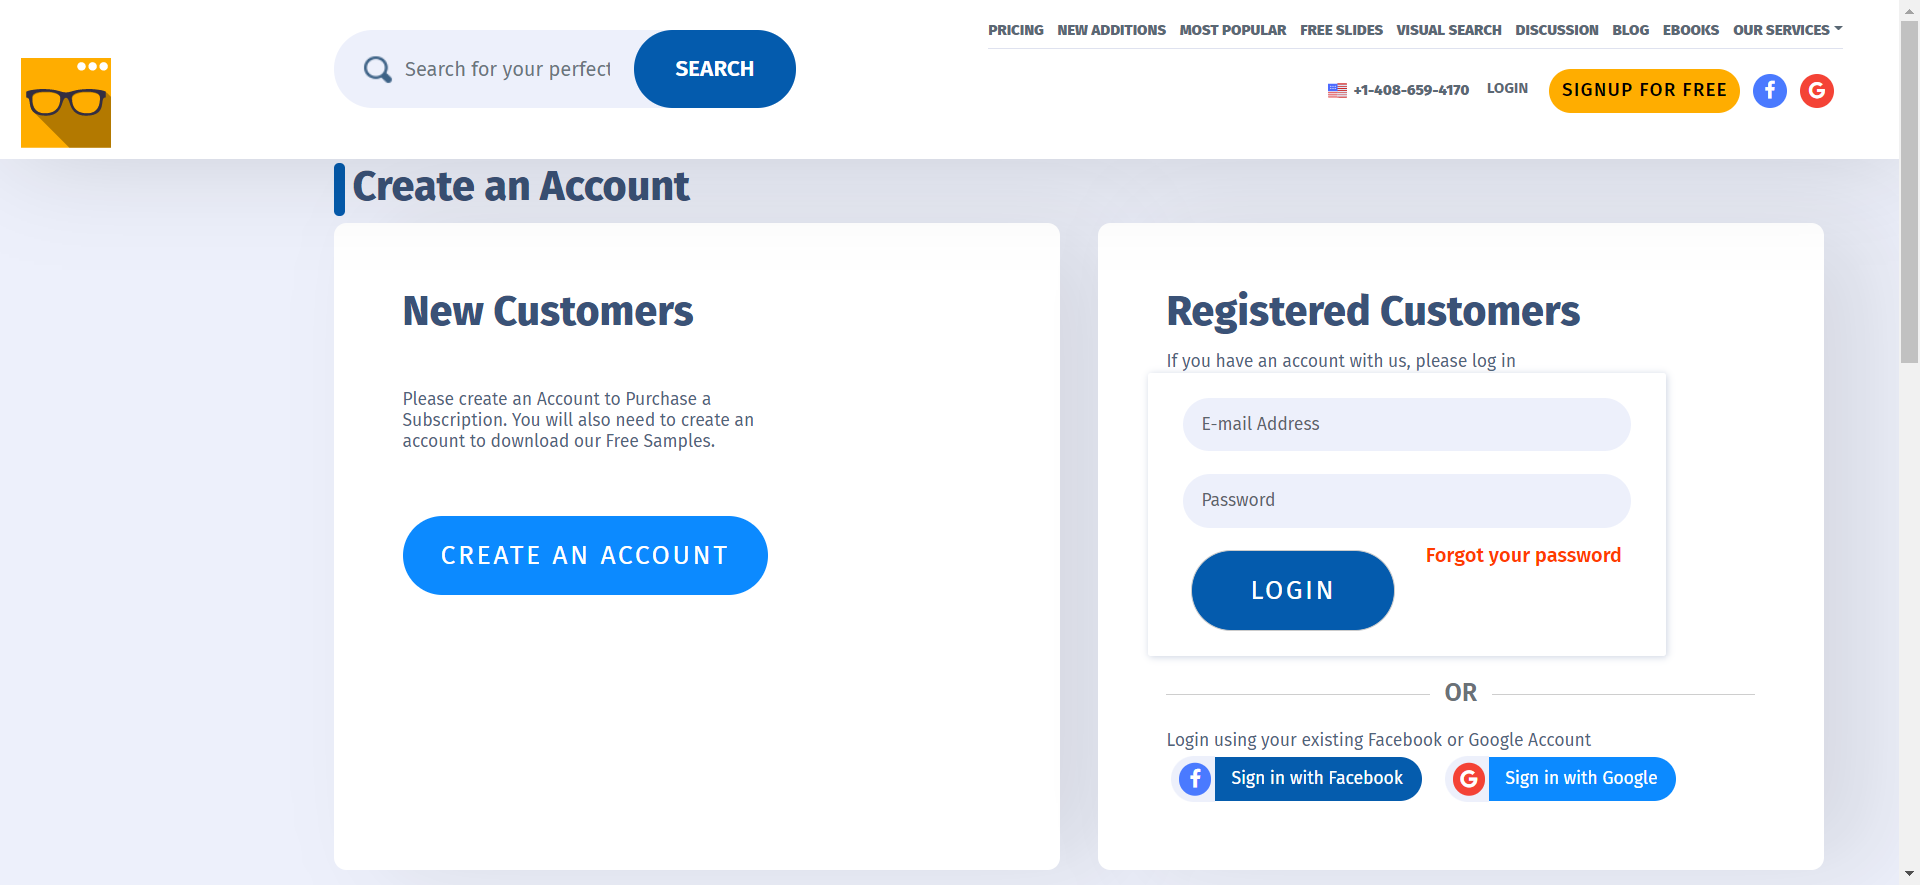 PRICING NEW ADDITIONS MOST POPULAR FREE SLIDES VISUAL SEARCH DISCUSSION BLOG EBOOKS OUR SERVICES
Search for your perfect
SEARCH
+1-408-659-4170 LOGIN SIGNUP FOR FREE
Create an Account
New Customers
Please create an Account to Purchase a
Subscription. You will also need to create an
account to download our Free Samples.
CREATE AN ACCOUNT
Registered Customers
If you have an account with us, please log in
E-mail Address
Password
Forgot your password
LOGIN
OR
Login using your existing Facebook or Google Account
Sign in with Facebook
Sign in with Google